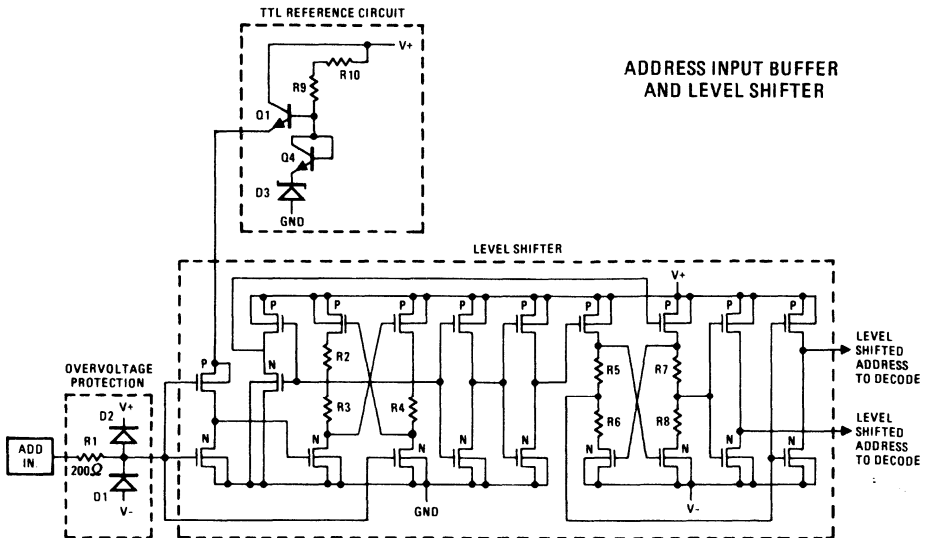 TTL REFERENCE CIRCUIT
V+
R10
R9
Q1
Q4
D3
GND
ADDRESS INPUT BUFFER
AND LEVEL SHIFTER
LEVEL SHIFTER
V+
P
P
P
P
P
P
P
P
P
P
N
R2
R3
R4
R5
R6
R7
R8
N
N
N
N
N
N
N
N
N
N
GND
V-
OVERVOLTAGE
PROTECTION
V+
D2
R1
200Ω
D1
V-
ADD
IN.
LEVEL
SHIFTED
ADDRESS
TO DECODE
LEVEL
SHIFTED
ADDRESS
TO DECODE